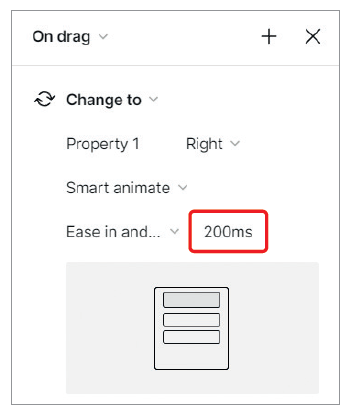 On drag
Change to
Property 1 Right
Smart animate
Ease in and... 200ms